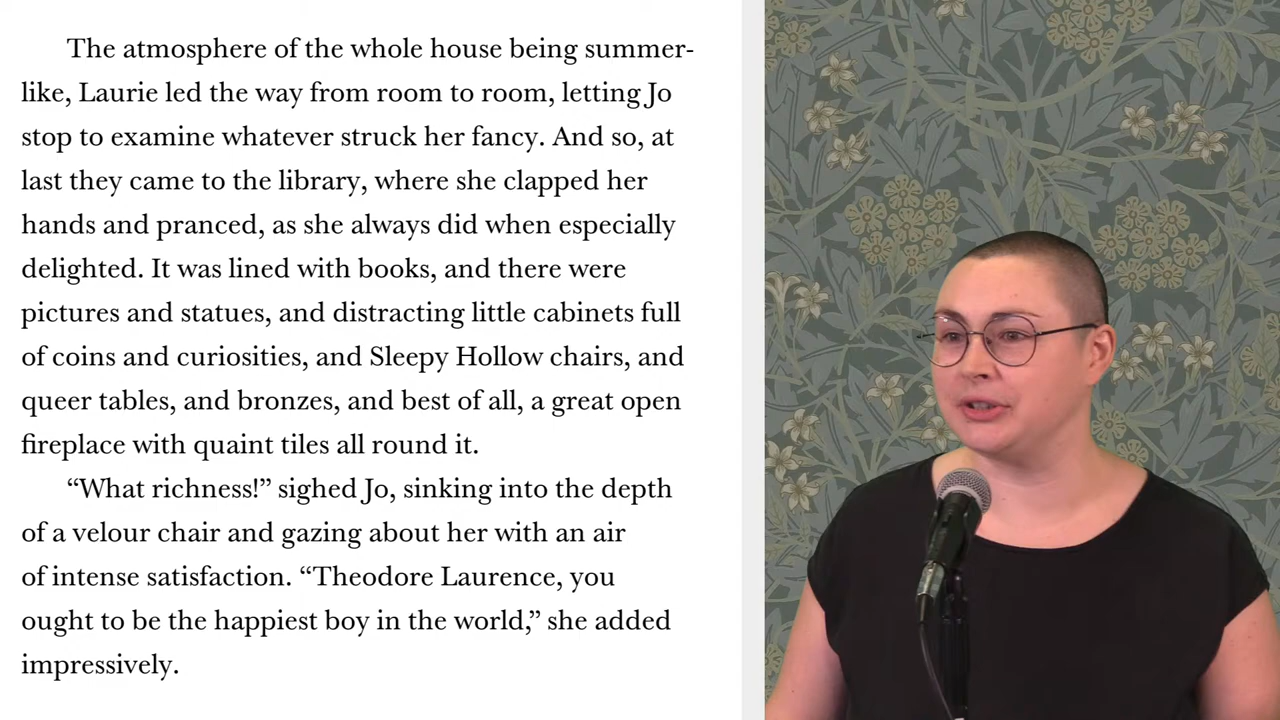 The atmosphere of the whole house being summer-
like, Laurie led the way from room to room, letting Jo
stop to examine whatever struck her fancy. And so, at
last they came to the library, where she clapped her
hands and pranced, as she always did when especially
delighted. It was lined with books, and there were
pictures and statues, and distracting little cabinets full
of coins and curiosities, and Sleepy Hollow chairs, and
queer tables, and bronzes, and best of all, a great open
fireplace with quaint tiles all round it.
“What richness!” sighed Jo, sinking into the depth
of a velour chair and gazing about her with an air
of intense satisfaction. “Theodore Laurence, you
ought to be the happiest boy in the world,” she added
impressively.